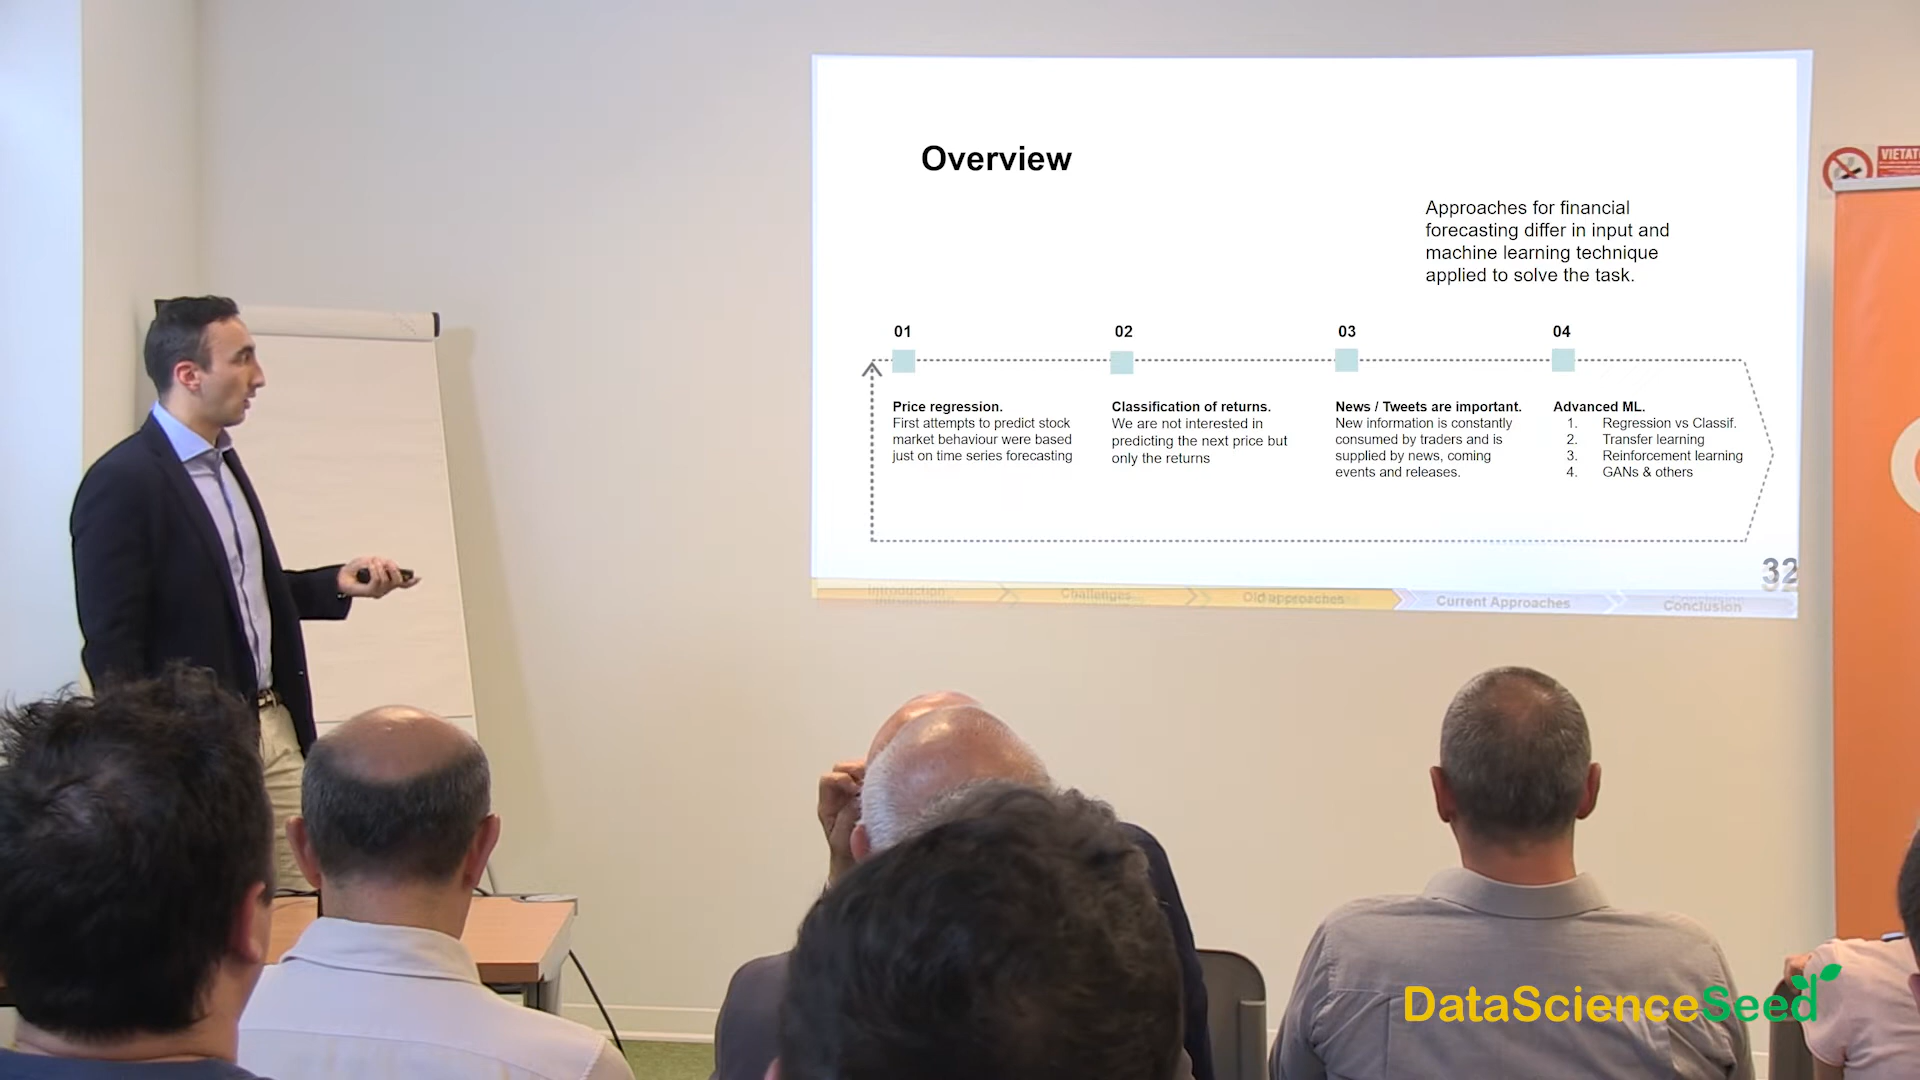 Overview
Approaches for financial
forecasting differ in input and
machine learning technique
applied to solve the task.
01
02
03
04
Price regression.
First attempts to predict stock
market behaviour were based
just on time series forecasting
Classification of returns.
We are not interested in
predicting the next price but
only the returns
News / Tweets are important.
New information is constantly
consumed by traders and is
supplied by news, coming
events and releases.
Advanced ML.
1. Regression vs Classif.
2. Transfer learning
3. Reinforcement learning
4. GANs & others
32
Introduction
Challenges
Old approaches
Current Approaches
Conclusion
DataScienceSeed